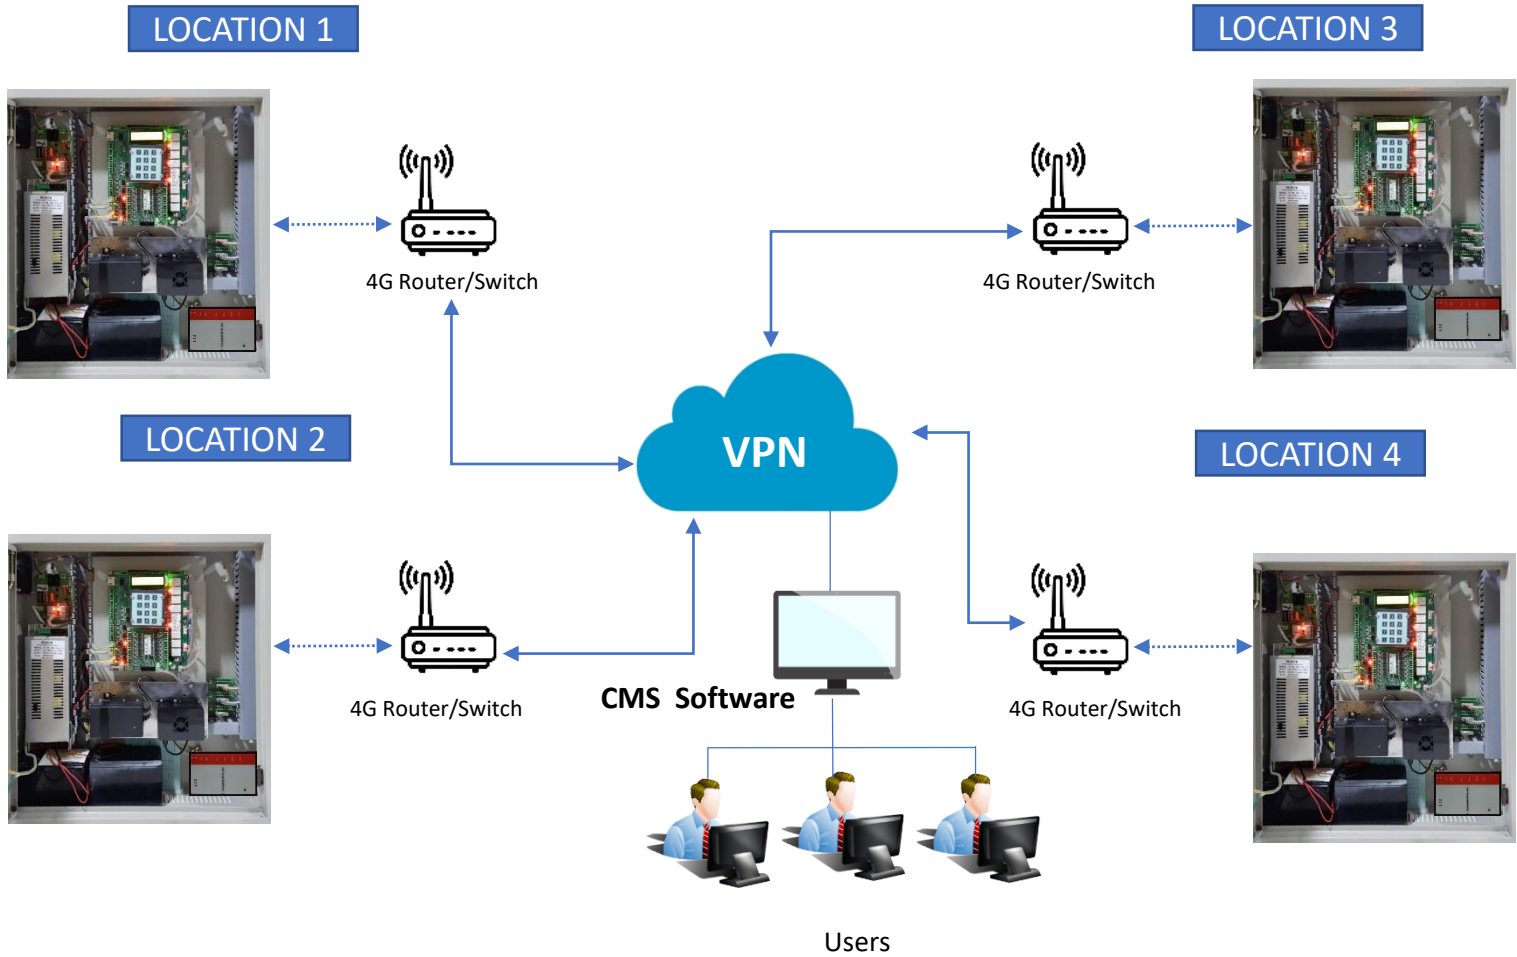 LOCATION 1
LOCATION 3
4G Router/Switch
4G Router/Switch
LOCATION 2
VPN
LOCATION 4
CMS  Software
4G Router/Switch
4G Router/Switch
Users